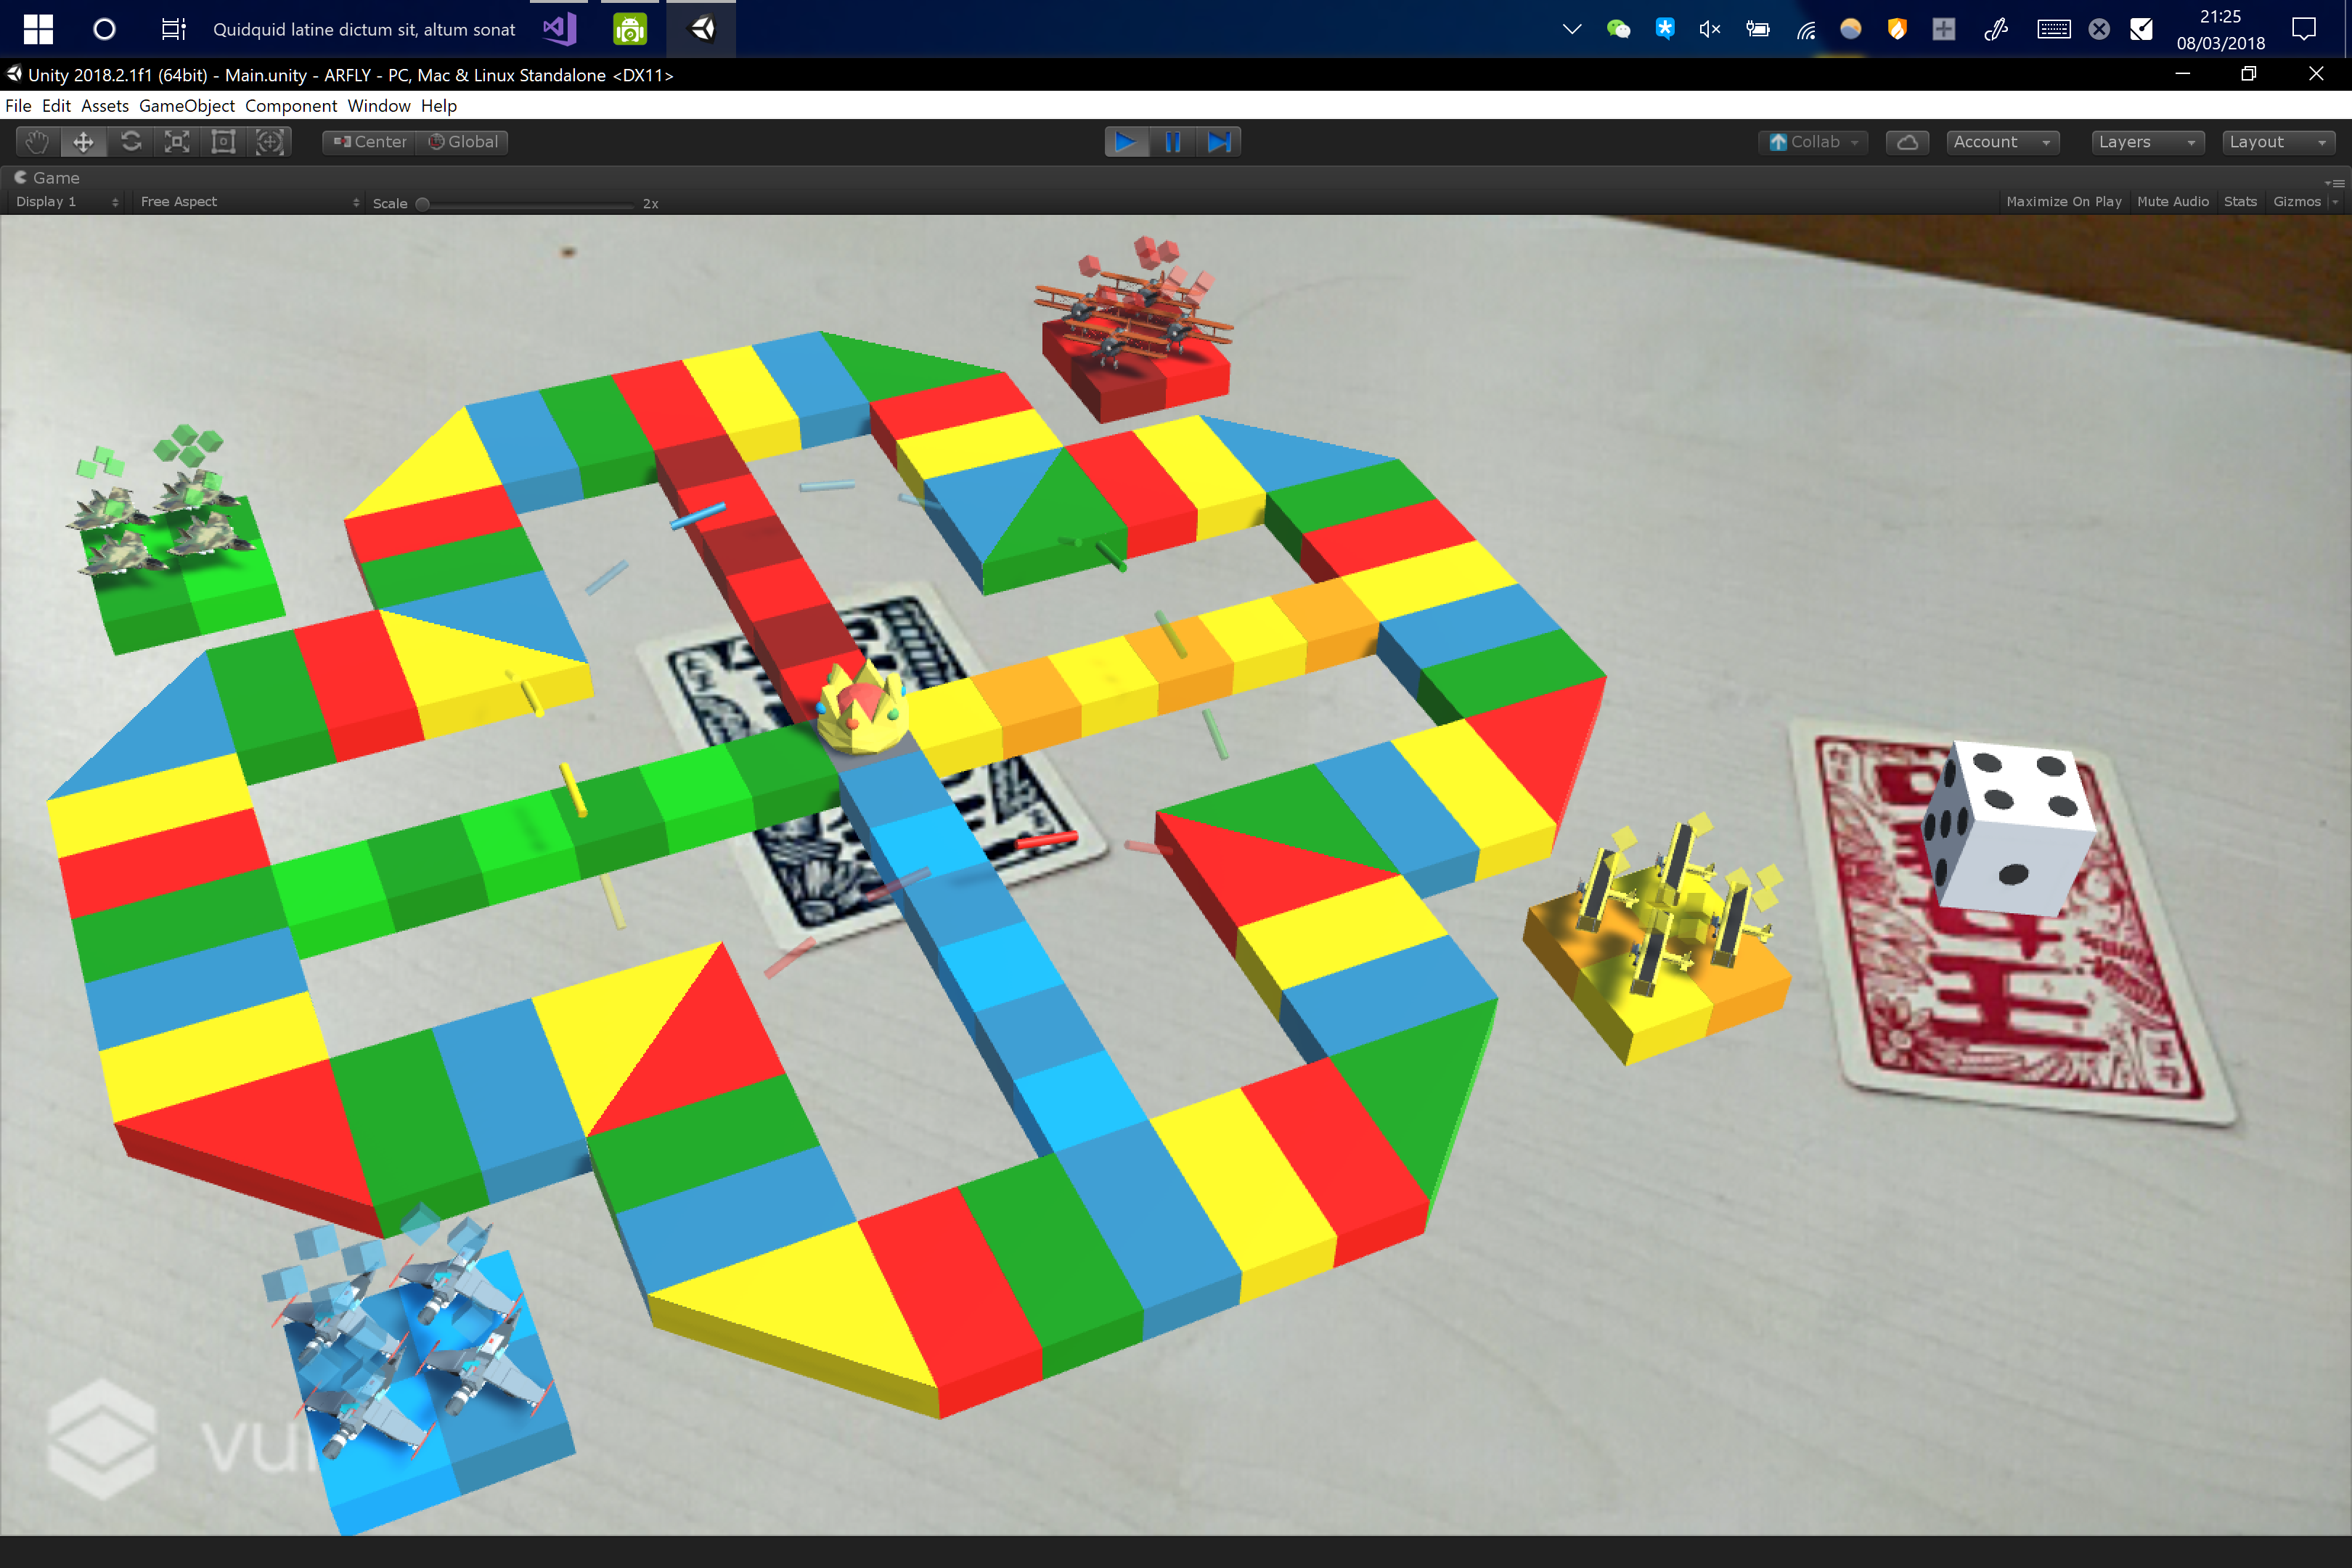 Quidquid latine dictum sit, altum sonat
21:25
08/03/2018
Unity 2018.2.1f1 (64bit) - Main.unity - ARFLY - PC, Mac & Linux Standalone <DX11>
File Edit Assets GameObject Component Window Help
Center Global Collab Account Layers Layout
Game
Display 1 Free Aspect Scale 2x Maximize On Play Mute Audio Stats Gizmos
vu